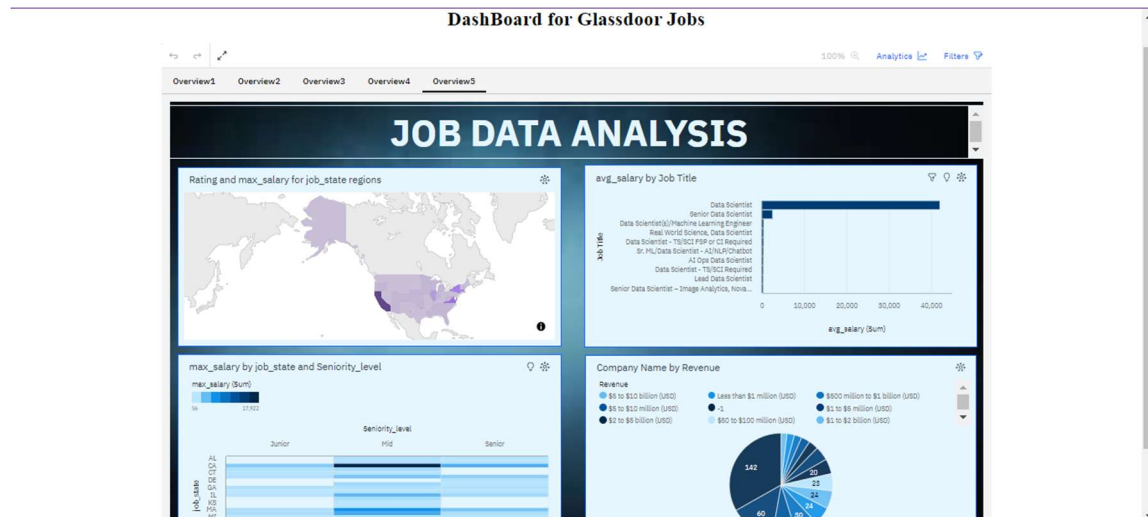 DashBoard for Glassdoor Jobs
100% Analytics Filters
Overview1 Overview2 Overview3 Overview4 Overview5
JOB DATA ANALYSIS
Rating and max_salary for job_state regions
avg_salary by Job Title
Job Title
Data Scientist
Senior Data Scientist
Data Scientist(s)/Machine Learning Engineer
Real World Science, Data Scientist
Data Scientist - TS/SCI FSP or CI Required
Sr. ML/Data Scientist - AI/NLP/Chatbot
AI Ops Data Scientist
Data Scientist - TS/SCI Required
Lead Data Scientist
Senior Data Scientist – Image Analytics, Nova...
0 10,000 20,000 30,000 40,000
avg_salary (Sum)
max_salary by job_state and Seniority_level
max_salary (Sum)
56 17,922
Seniority_level
Junior Mid Senior
job_state
AL
CA
CT
DE
GA
IL
KS
MA
Company Name by Revenue
Revenue
$5 to $10 billion (USD) Less than $1 million (USD) $500 million to $1 billion (USD)
$5 to $10 million (USD) -1 $1 to $5 million (USD)
$2 to $5 billion (USD) $50 to $100 million (USD) $1 to $2 billion (USD)
142
20
23
24
24
30
60